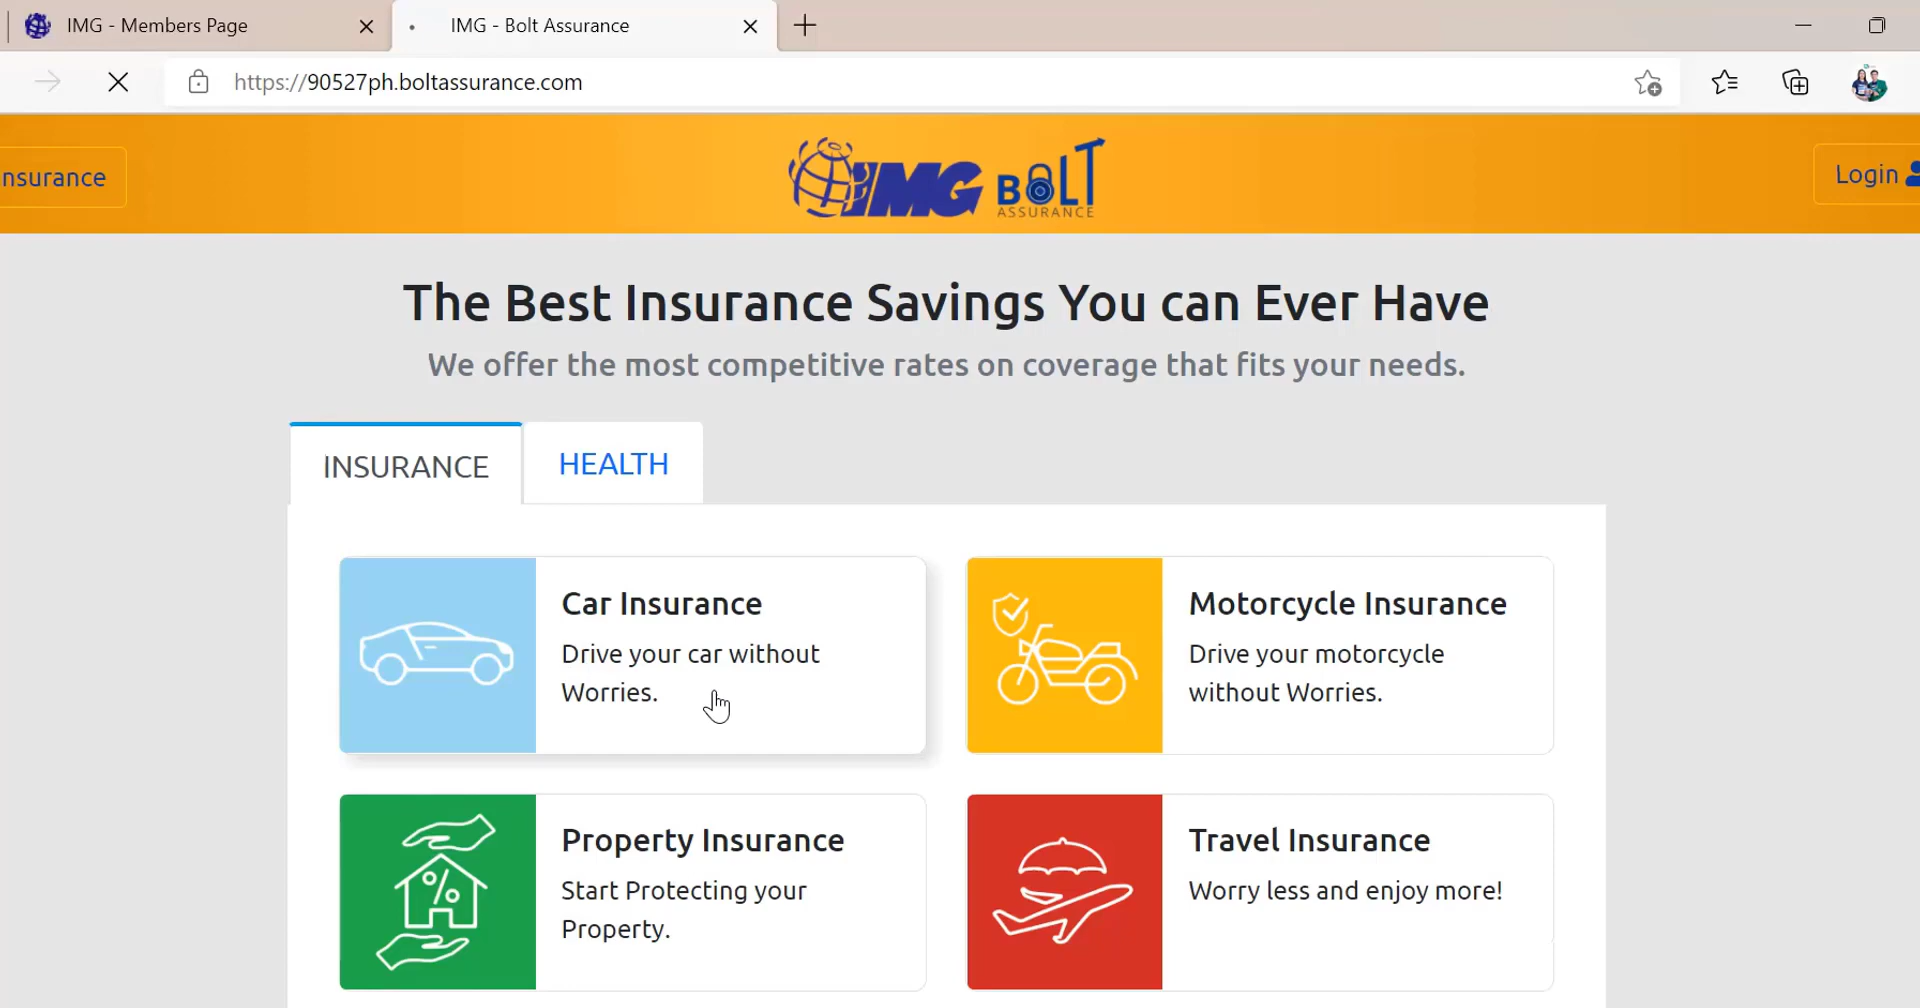 IMG - Members Page
IMG - Bolt Assurance
https://90527ph.boltassurance.com
nsurance
IMG BOLT
ASSURANCE
Login
The Best Insurance Savings You can Ever Have
We offer the most competitive rates on coverage that fits your needs.
INSURANCE
HEALTH
Car Insurance
Drive your car without
Worries.
Motorcycle Insurance
Drive your motorcycle
without Worries.
Property Insurance
Start Protecting your
Property.
Travel Insurance
Worry less and enjoy more!